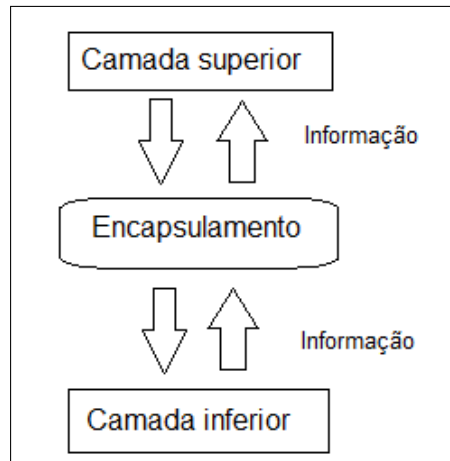 Camada superior
Informação
Encapsulamento
Informação
Camada inferior